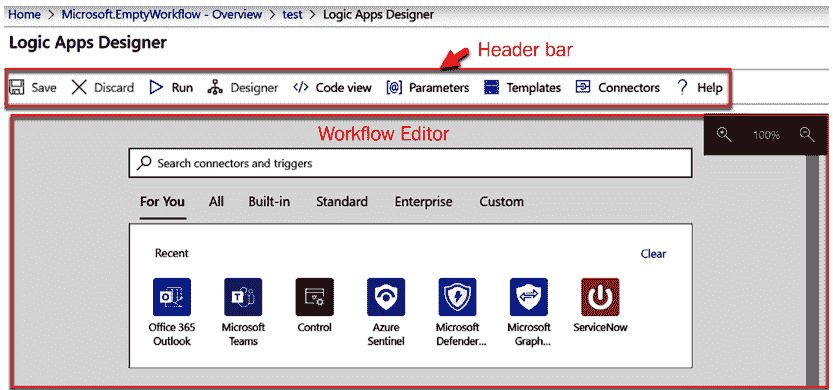 Home > Microsoft.EmptyWorkflow - Overview > test > Logic Apps Designer
Logic Apps Designer
Header bar
Save Discard Run Designer </> Code view [@] Parameters Templates Connectors ? Help
Workflow Editor
100%
Search connectors and triggers
For You All Built-in Standard Enterprise Custom
Recent Clear
Office 365 Microsoft Control Azure Microsoft Microsoft ServiceNow
Outlook Teams Sentinel Defender... Graph...